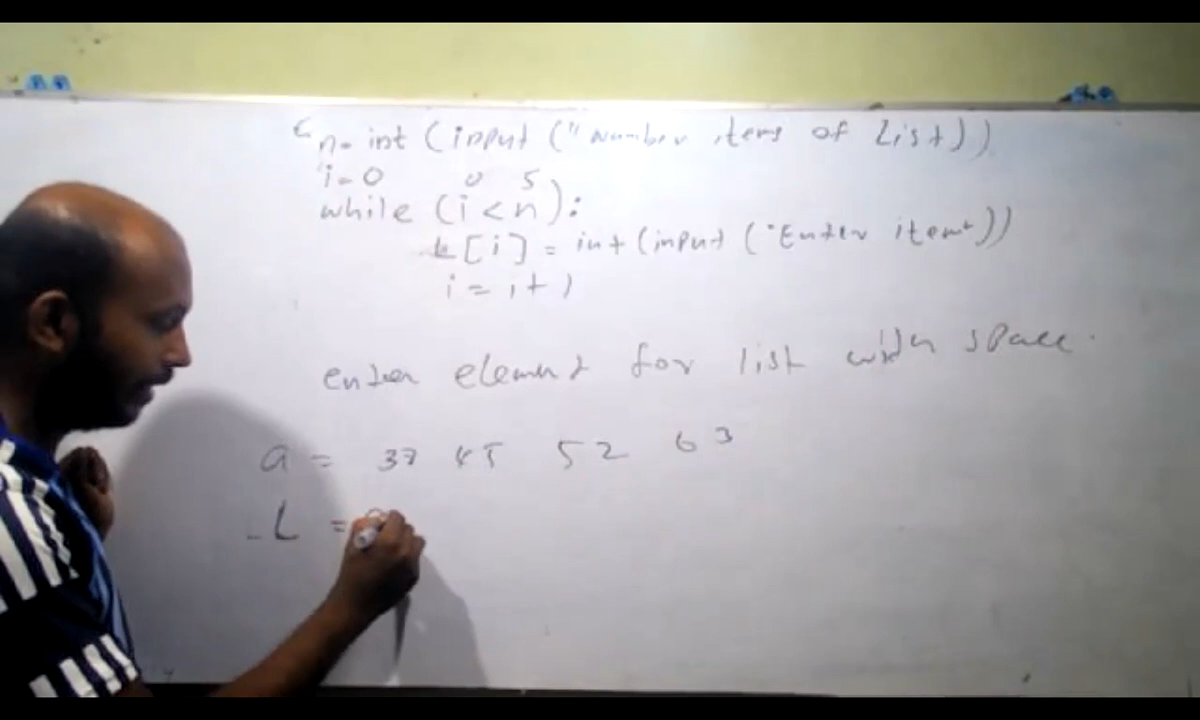 n= int (input ("Number items of List))
i=0 0 5
while (i<n):
L[i] = int (input ("Enter item"))
i = i+1
enter element for list with space.
a = 37 45 52 63
L =